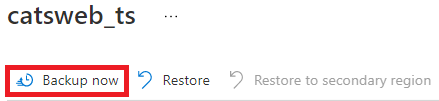 catsweb_ts ...
Backup now Restore Restore to secondary region